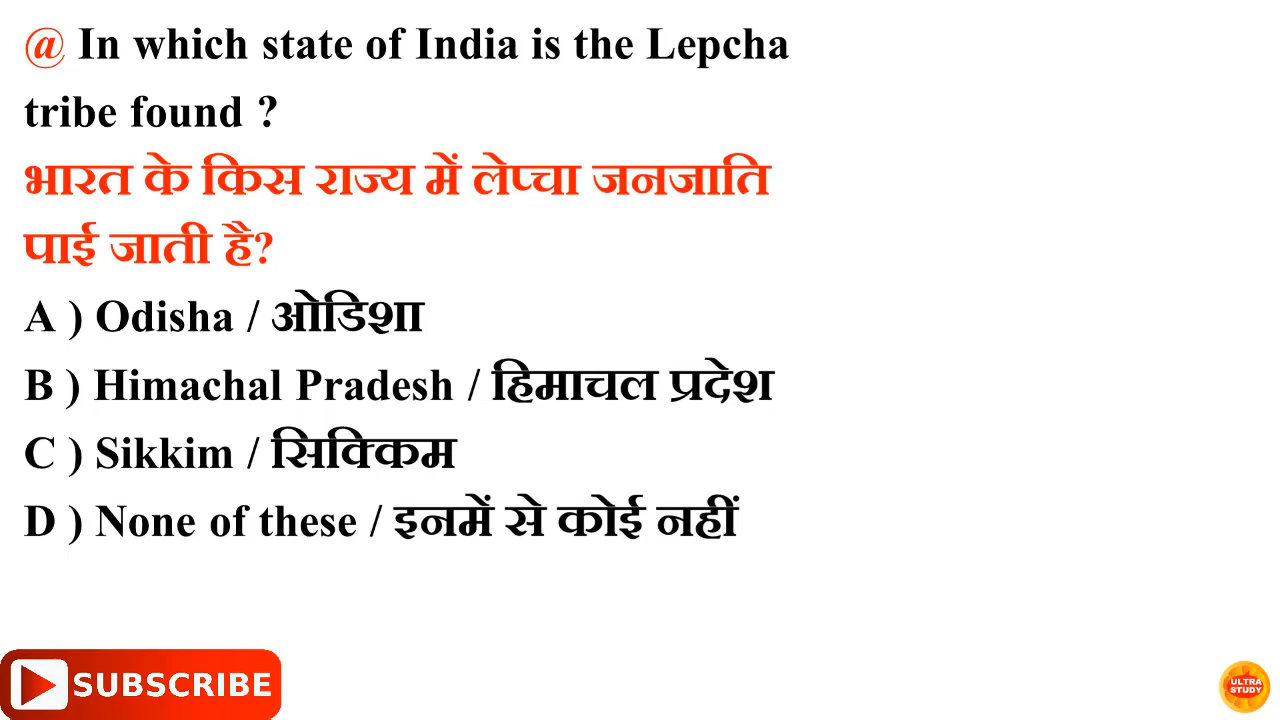 @ In which state of India is the Lepcha
tribe found ?
भारत के किस राज्य में लेप्चा जनजाति
पाई जाती है?
A ) Odisha / ओडिशा
B ) Himachal Pradesh / हिमाचल प्रदेश
C ) Sikkim / सिक्किम
D ) None of these / इनमें से कोई नहीं
SUBSCRIBE
ULTRA
STUDY